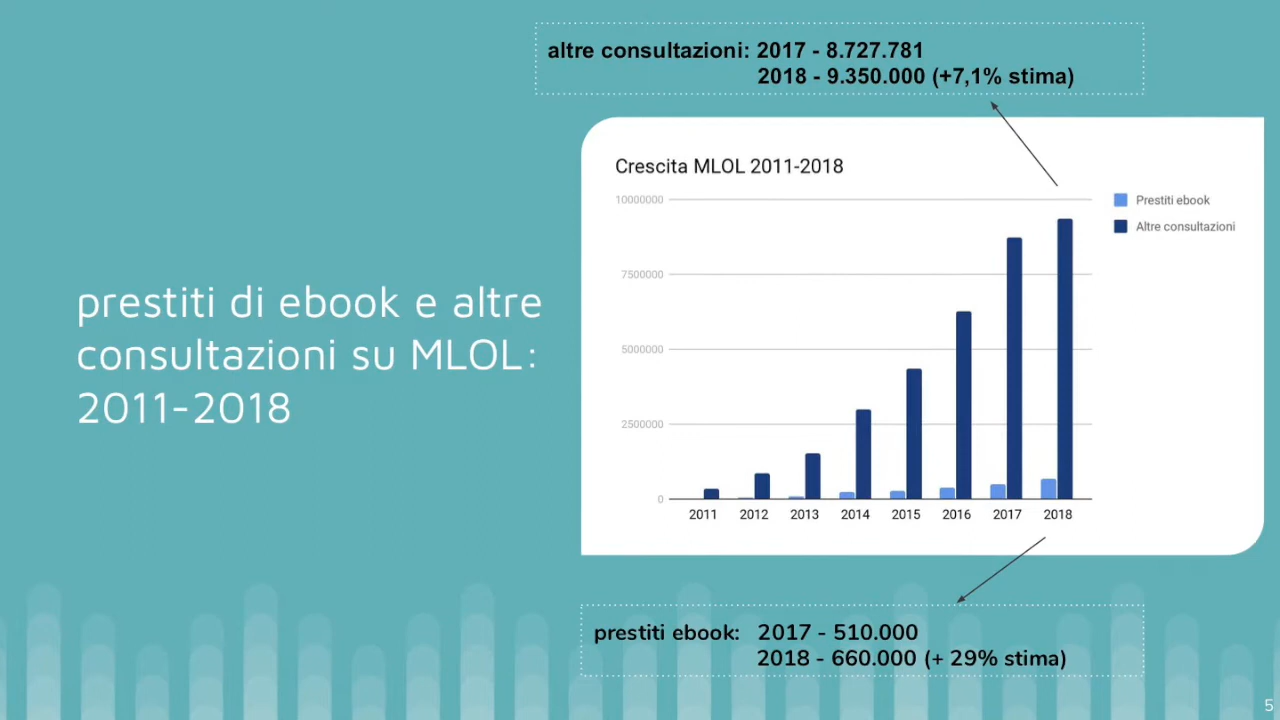 altre consultazioni: 2017 - 8.727.781
2018 - 9.350.000 (+7,1% stima)
prestiti di ebook e altre
consultazioni su MLOL:
2011-2018
Crescita MLOL 2011-2018
10000000
7500000
5000000
2500000
0
2011 2012 2013 2014 2015 2016 2017 2018
Prestiti ebook
Altre consultazioni
prestiti ebook: 2017 - 510.000
2018 - 660.000 (+ 29% stima)
5